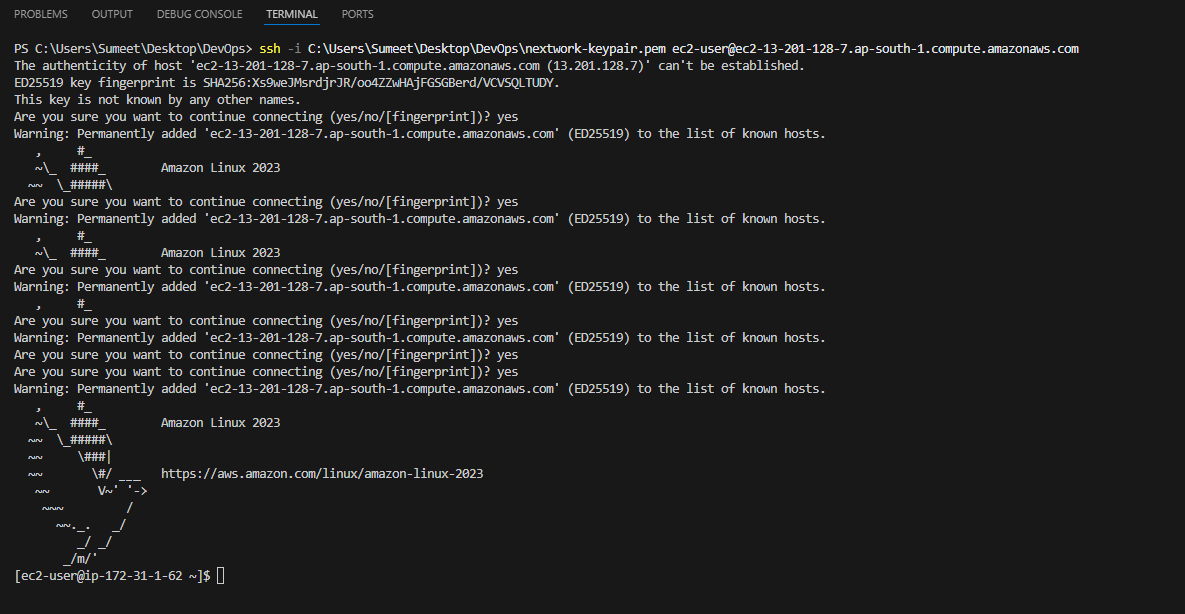 PROBLEMS OUTPUT DEBUG CONSOLE TERMINAL PORTS
PS C:\Users\Sumeet\Desktop\DevOps> ssh -i C:\Users\Sumeet\Desktop\DevOps\nextwork-keypair.pem ec2-user@ec2-13-201-128-7.ap-south-1.compute.amazonaws.com
The authenticity of host 'ec2-13-201-128-7.ap-south-1.compute.amazonaws.com (13.201.128.7)' can't be established.
ED25519 key fingerprint is SHA256:Xs9weJMsrdjrJR/oo4ZZwHAjFGSGBerd/VCVSQLTUDY.
This key is not known by any other names.
Are you sure you want to continue connecting (yes/no/[fingerprint])? yes
Warning: Permanently added 'ec2-13-201-128-7.ap-south-1.compute.amazonaws.com' (ED25519) to the list of known hosts.
   ,     #_
   ~\_  ####_        Amazon Linux 2023
  ~~  \_#####\
Are you sure you want to continue connecting (yes/no/[fingerprint])? yes
Warning: Permanently added 'ec2-13-201-128-7.ap-south-1.compute.amazonaws.com' (ED25519) to the list of known hosts.
   ,     #_
   ~\_  ####_        Amazon Linux 2023
Are you sure you want to continue connecting (yes/no/[fingerprint])? yes
Warning: Permanently added 'ec2-13-201-128-7.ap-south-1.compute.amazonaws.com' (ED25519) to the list of known hosts.
   ,     #_
Are you sure you want to continue connecting (yes/no/[fingerprint])? yes
Warning: Permanently added 'ec2-13-201-128-7.ap-south-1.compute.amazonaws.com' (ED25519) to the list of known hosts.
Are you sure you want to continue connecting (yes/no/[fingerprint])? yes
Are you sure you want to continue connecting (yes/no/[fingerprint])? yes
Warning: Permanently added 'ec2-13-201-128-7.ap-south-1.compute.amazonaws.com' (ED25519) to the list of known hosts.
   ,     #_
   ~\_  ####_        Amazon Linux 2023
  ~~  \_#####\
  ~~     \###|
  ~~       \#/ ___   https://aws.amazon.com/linux/amazon-linux-2023
   ~~       V~' '->
    ~~~         /
      ~~._.   _/
         _/ _/
       _/m/'
[ec2-user@ip-172-31-1-62 ~]$